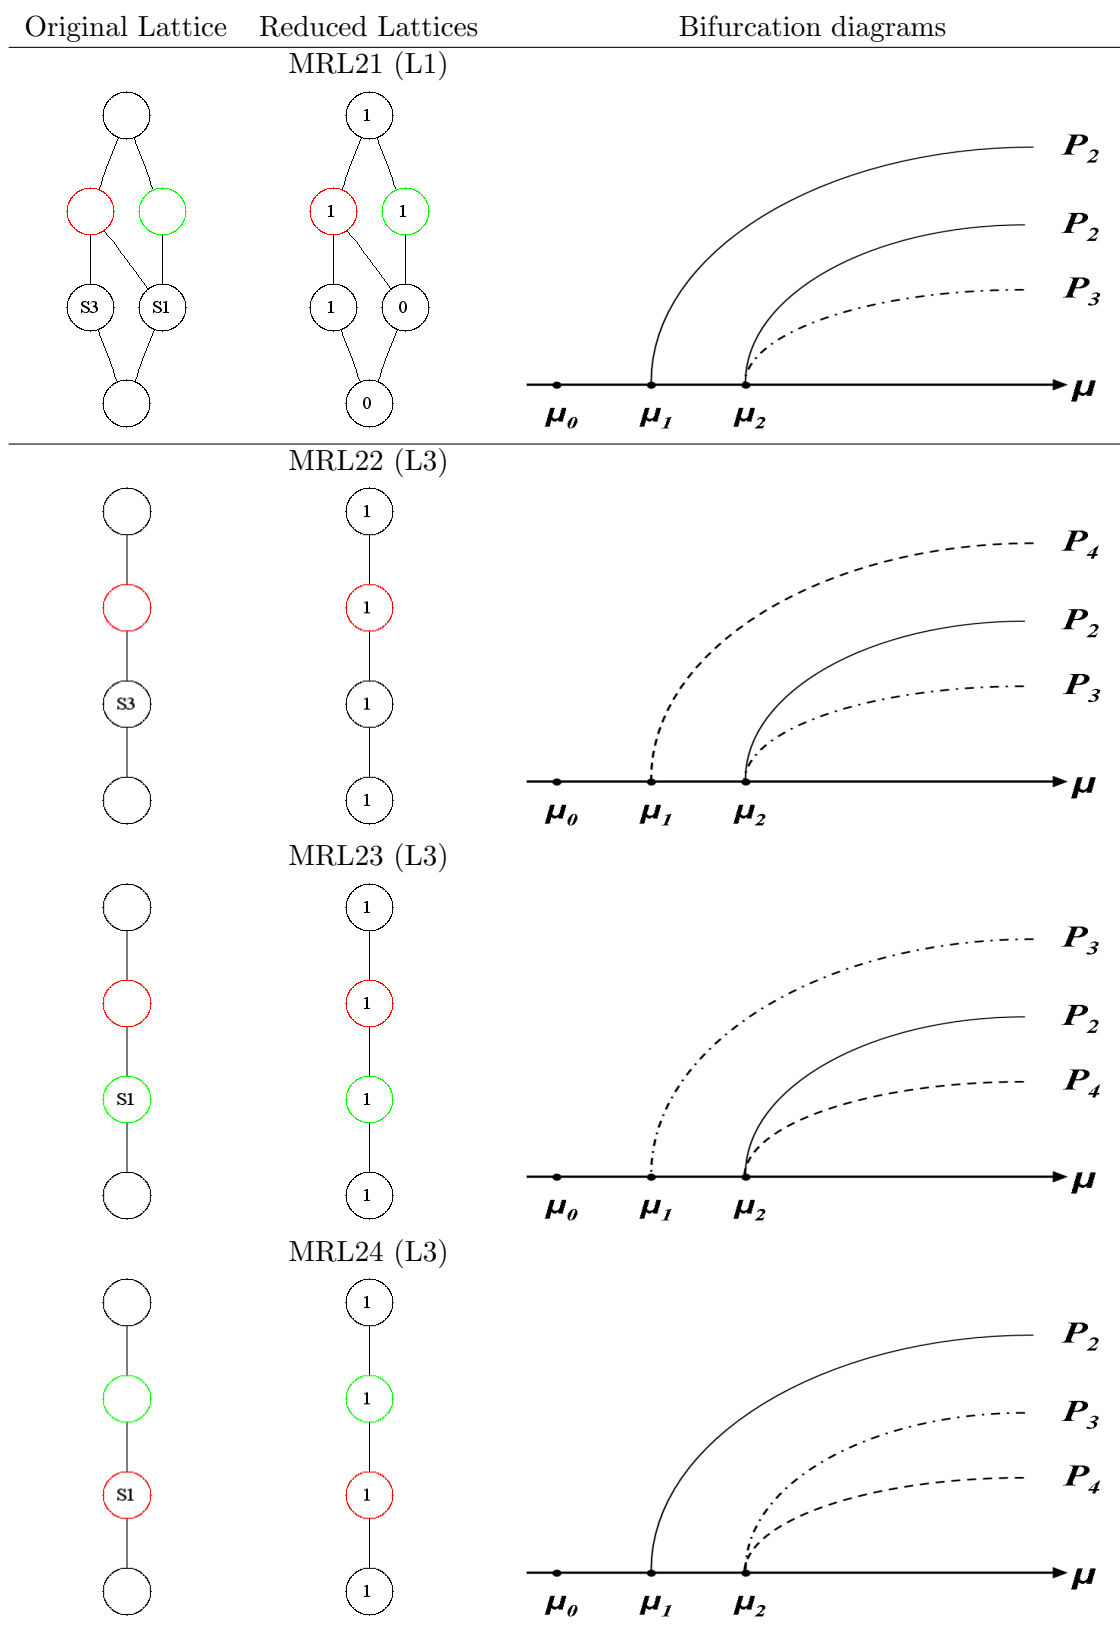 Original Lattice Reduced Lattices Bifurcation diagrams
MRL21 (L1)
1
P2
1 1
P2
P3
S3 S1 1 0
μ
0
μ0 μ1 μ2
MRL22 (L3)
1
P4
1
P2
P3
S3 1
μ
1
μ0 μ1 μ2
MRL23 (L3)
1
P3
1
P2
P4
S1 1
μ
1
μ0 μ1 μ2
MRL24 (L3)
1
P2
1
P3
P4
S1 1
μ
1
μ0 μ1 μ2